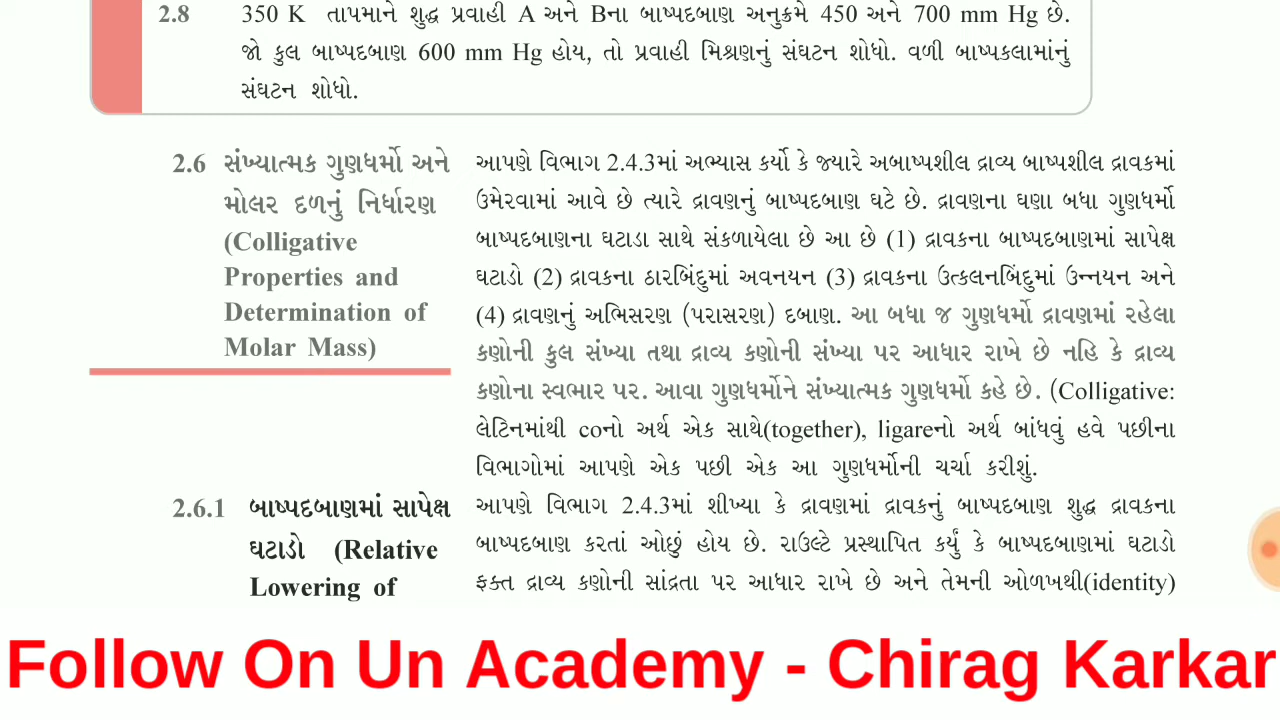 2.8 350 K તાપમાને શુદ્ધ પ્રવાહી A અને Bના બાષ્પદબાણ અનુક્રમે 450 અને 700 mm Hg છે.
જો કુલ બાષ્પદબાણ 600 mm Hg હોય, તો પ્રવાહી મિશ્રણનું સંઘટન શોધો. વળી બાષ્પકલામાંનું
સંઘટન શોધો.
2.6 સંખ્યાત્મક ગુણધર્મો અને
મોલર દળનું નિર્ધારણ
(Colligative
Properties and
Determination of
Molar Mass)
આપણે વિભાગ 2.4.3માં અભ્યાસ કર્યો કે જ્યારે અબાષ્પશીલ દ્રાવ્ય બાષ્પશીલ દ્રાવકમાં
ઉમેરવામાં આવે છે ત્યારે દ્રાવણનું બાષ્પદબાણ ઘટે છે. દ્રાવણના ઘણા બધા ગુણધર્મો
બાષ્પદબાણના ઘટાડા સાથે સંકળાયેલા છે આ છે (1) દ્રાવકના બાષ્પદબાણમાં સાપેક્ષ
ઘટાડો (2) દ્રાવકના ઠારબિંદુમાં અવનયન (3) દ્રાવકના ઉત્કલનબિંદુમાં ઉન્નયન અને
(4) દ્રાવણનું અભિસરણ (પરાસરણ) દબાણ. આ બધા જ ગુણધર્મો દ્રાવણમાં રહેલા
કણોની કુલ સંખ્યા તથા દ્રાવ્ય કણોની સંખ્યા પર આધાર રાખે છે નહિ કે દ્રાવ્ય
કણોના સ્વભાર પર. આવા ગુણધર્મોને સંખ્યાત્મક ગુણધર્મો કહે છે. (Colligative:
લેટિનમાંથી coનો અર્થ એક સાથે(together), ligareનો અર્થ બાંધવું હવે પછીના
વિભાગોમાં આપણે એક પછી એક આ ગુણધર્મોની ચર્ચા કરીશું.
2.6.1 બાષ્પદબાણમાં સાપેક્ષ
ઘટાડો (Relative
Lowering of
આપણે વિભાગ 2.4.3માં શીખ્યા કે દ્રાવણમાં દ્રાવકનું બાષ્પદબાણ શુદ્ધ દ્રાવકના
બાષ્પદબાણ કરતાં ઓછું હોય છે. રાઉલ્ટે પ્રસ્થાપિત કર્યું કે બાષ્પદબાણમાં ઘટાડો
ફક્ત દ્રાવ્ય કણોની સાંદ્રતા પર આધાર રાખે છે અને તેમની ઓળખથી(identity)
Follow On Un Academy - Chirag Karkar